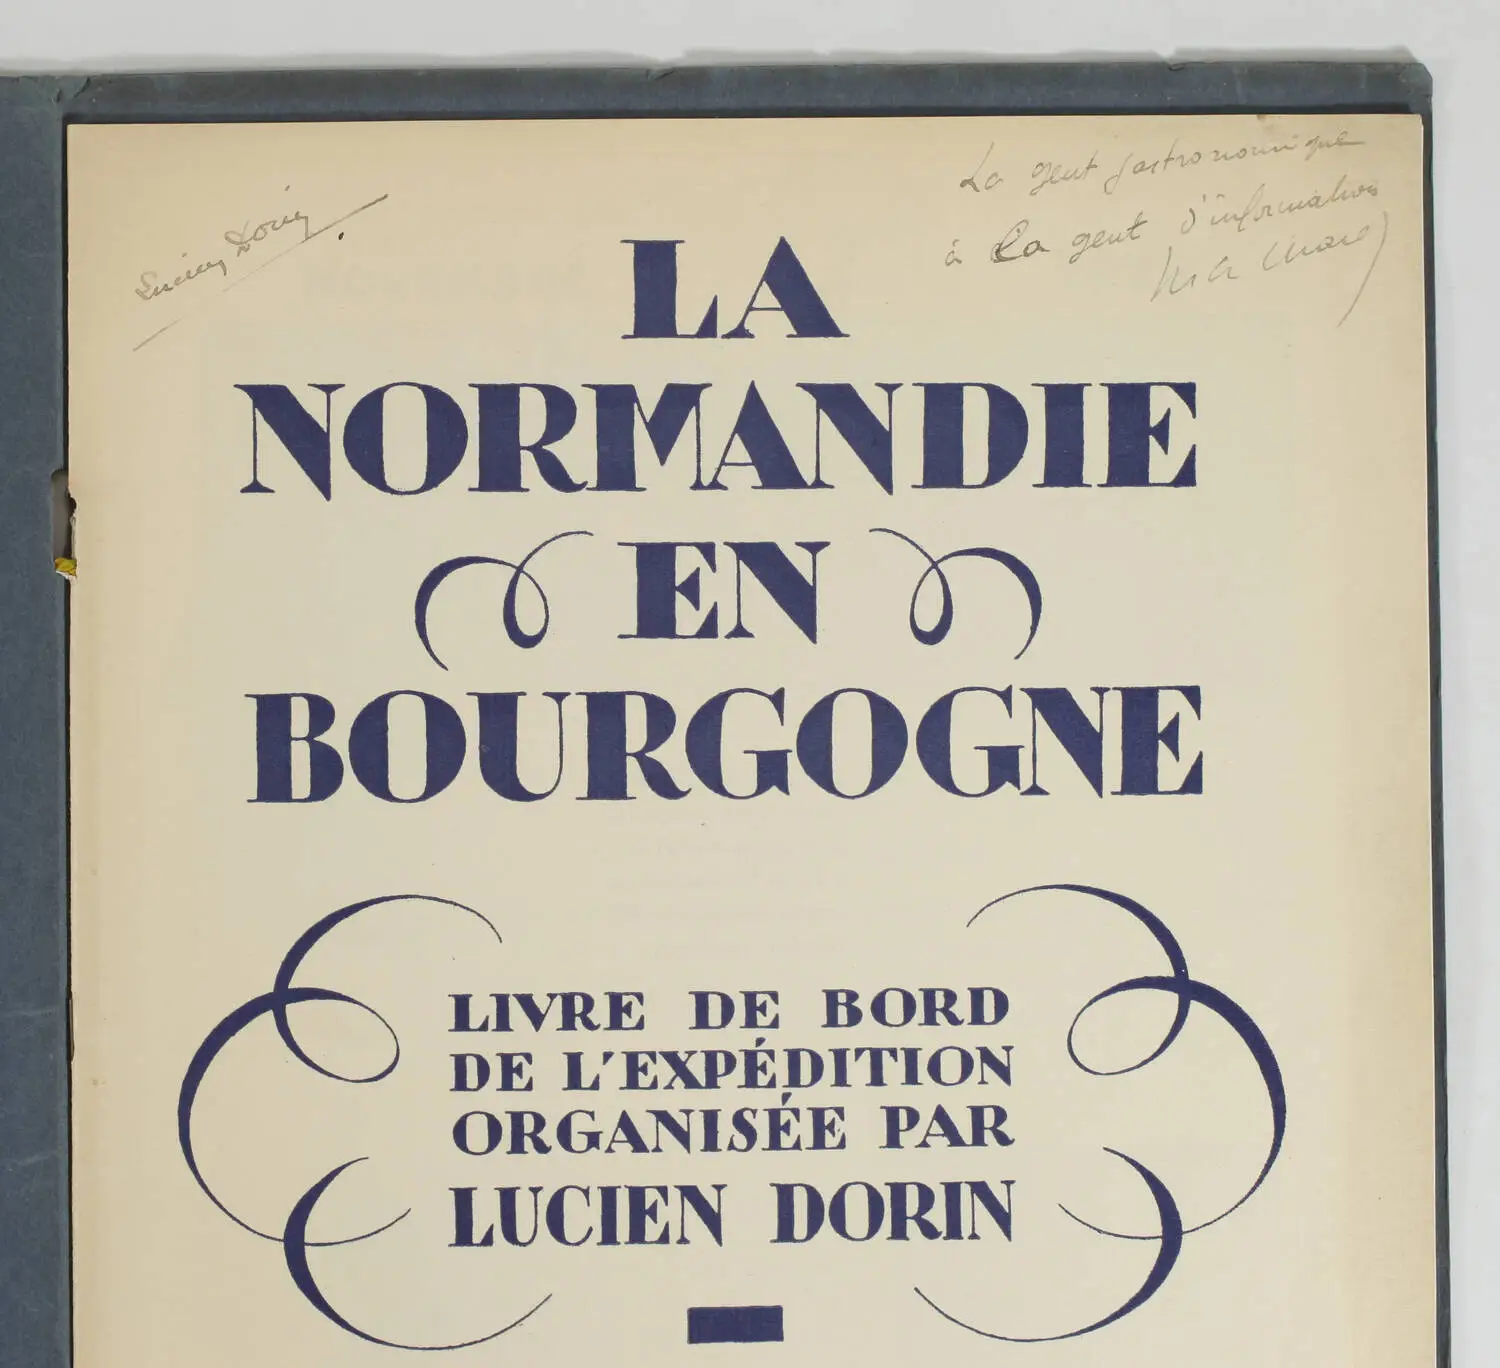 Lucien Dorin
La gent gastronomique
à la gent d'information
LA
NORMANDIE
EN
BOURGOGNE
LIVRE DE BORD
DE L'EXPÉDITION
ORGANISÉE PAR
LUCIEN DORIN